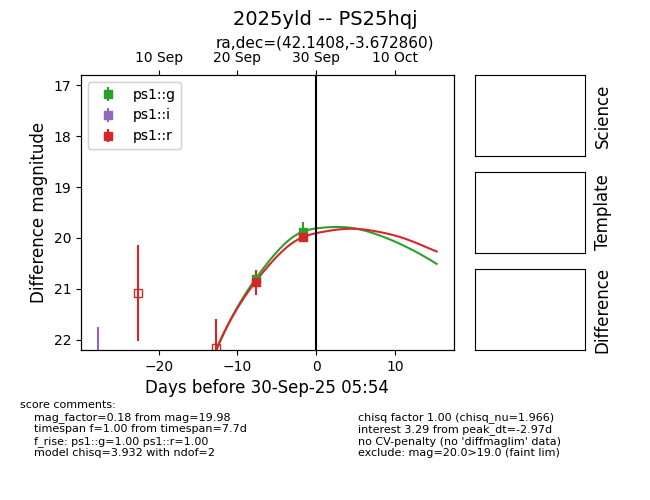 2025yld -- PS25hqj
ra,dec=(42.1408,-3.672860)
10 Sep 20 Sep 30 Sep 10 Oct
17
18
19
20
21
22
Difference magnitude
ps1::g
ps1::i
ps1::r
−20 −10 0 10
Days before 30-Sep-25 05:54
Science
Template
Difference
score comments:
mag_factor=0.18 from mag=19.98
timespan f=1.00 from timespan=7.7d
f_rise: ps1::g=1.00 ps1::r=1.00
model chisq=3.932 with ndof=2
chisq factor 1.00 (chisq_nu=1.966)
interest 3.29 from peak_dt=-2.97d
no CV-penalty (no 'diffmaglim' data)
exclude: mag=20.0>19.0 (faint lim)